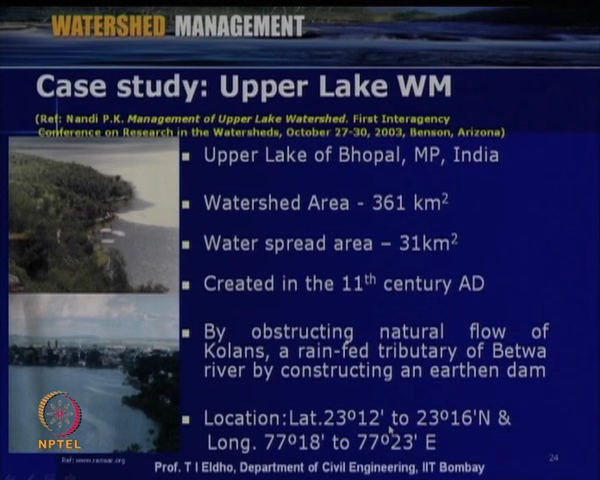 WATERSHED MANAGEMENT
Case study: Upper Lake WM
(Ref: Nandi P.K. Management of Upper Lake Watershed. First Interagency
Conference on Research in the Watersheds, October 27-30, 2003, Benson, Arizona)
Upper Lake of Bhopal, MP, India
Watershed Area - 361 km²
Water spread area – 31km²
Created in the 11th century AD
By obstructing natural flow of
Kolans, a rain-fed tributary of Betwa
river by constructing an earthen dam
Location:Lat.23º12' to 23º16'N &
Long. 77º18' to 77º23' E
NPTEL
Ref: www.ramsar.org
24
Prof. T I Eldho, Department of Civil Engineering, IIT Bombay